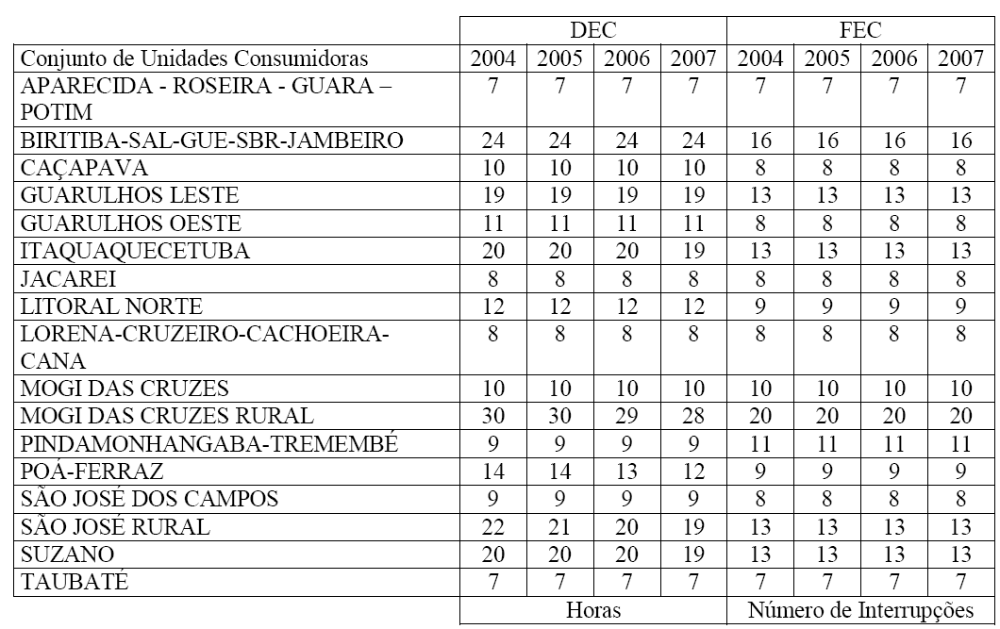 DEC FEC
Conjunto de Unidades Consumidoras 2004 2005 2006 2007 2004 2005 2006 2007
APARECIDA - ROSEIRA - GUARA – 7 7 7 7 7 7 7 7
POTIM
BIRITIBA-SAL-GUE-SBR-JAMBEIRO 24 24 24 24 16 16 16 16
CAÇAPAVA 10 10 10 10 8 8 8 8
GUARULHOS LESTE 19 19 19 19 13 13 13 13
GUARULHOS OESTE 11 11 11 11 8 8 8 8
ITAQUAQUECETUBA 20 20 20 19 13 13 13 13
JACAREI 8 8 8 8 8 8 8 8
LITORAL NORTE 12 12 12 12 9 9 9 9
LORENA-CRUZEIRO-CACHOEIRA- 8 8 8 8 8 8 8 8
CANA
MOGI DAS CRUZES 10 10 10 10 10 10 10 10
MOGI DAS CRUZES RURAL 30 30 29 28 20 20 20 20
PINDAMONHANGABA-TREMEMBÉ 9 9 9 9 11 11 11 11
POÁ-FERRAZ 14 14 13 12 9 9 9 9
SÃO JOSÉ DOS CAMPOS 9 9 9 9 8 8 8 8
SÃO JOSÉ RURAL 22 21 20 19 13 13 13 13
SUZANO 20 20 20 19 13 13 13 13
TAUBATÉ 7 7 7 7 7 7 7 7
Horas Número de Interrupções